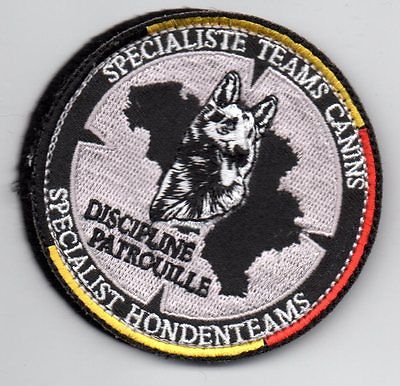 SPECIALISTE TEAMS CANINS
DISCIPLINE
PATROUILLE
SPECIALIST HONDENTEAMS